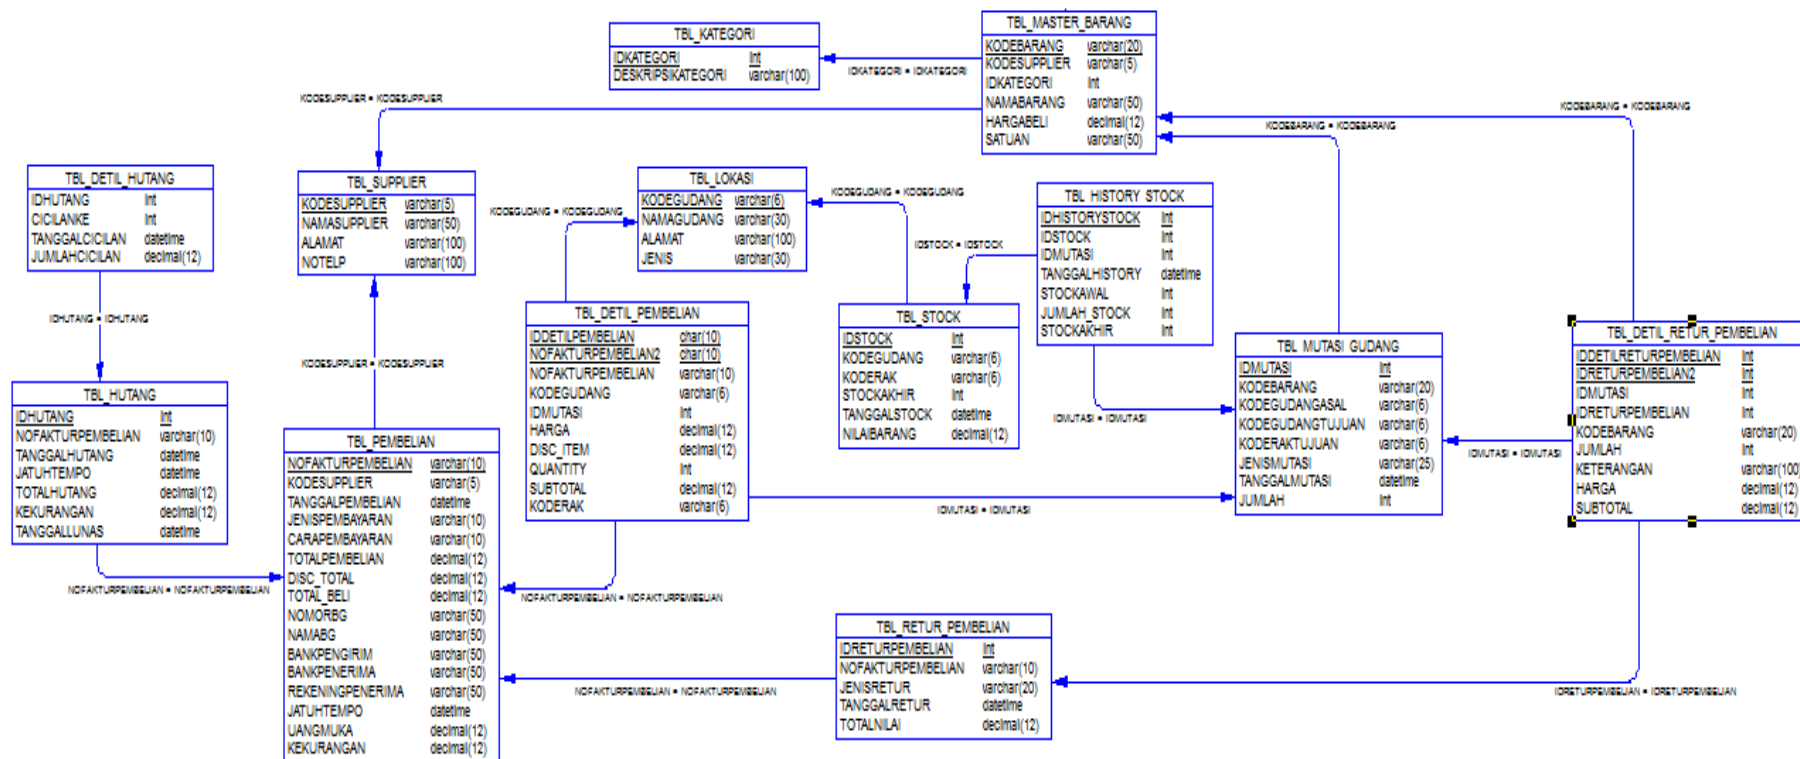 TBL_KATEGORI
IDKATEGORI int
DESKRIPSIKATEGORI varchar(100)
IDKATEGORI = IDKATEGORI
TBL_MASTER_BARANG
KODEBARANG varchar(20)
KODESUPPLIER varchar(5)
IDKATEGORI int
NAMABARANG varchar(50)
HARGABELI decimal(12)
SATUAN varchar(50)
KODESUPPLIER = KODESUPPLIER
KODEBARANG = KODEBARANG
KODEBARANG = KODEBARANG
TBL_DETIL_HUTANG
IDHUTANG int
CICILANKE int
TANGGALCICILAN datetime
JUMLAHCICILAN decimal(12)
TBL_SUPPLIER
KODESUPPLIER varchar(5)
NAMASUPPLIER varchar(50)
ALAMAT varchar(100)
NOTELP varchar(100)
KODEGUDANG = KODEGUDANG
TBL_LOKASI
KODEGUDANG varchar(6)
NAMAGUDANG varchar(30)
ALAMAT varchar(100)
JENIS varchar(30)
KODEGUDANG = KODEGUDANG
IDSTOCK = IDSTOCK
TBL_HISTORY_STOCK
IDHISTORYSTOCK int
IDSTOCK int
IDMUTASI int
TANGGALHISTORY datetime
STOCKAWAL int
JUMLAH_STOCK int
STOCKAKHIR int
IDHUTANG = IDHUTANG
KODESUPPLIER = KODESUPPLIER
TBL_DETIL_PEMBELIAN
IDDETILPEMBELIAN char(10)
NOFAKTURPEMBELIAN2 char(10)
NOFAKTURPEMBELIAN varchar(10)
KODEGUDANG varchar(6)
IDMUTASI int
HARGA decimal(12)
DISC_ITEM decimal(12)
QUANTITY int
SUBTOTAL decimal(12)
KODERAK varchar(6)
TBL_STOCK
IDSTOCK int
KODEGUDANG varchar(6)
KODERAK varchar(6)
STOCKAKHIR int
TANGGALSTOCK datetime
NILAIBARANG decimal(12)
IDMUTASI = IDMUTASI
TBL_MUTASI_GUDANG
IDMUTASI int
KODEBARANG varchar(20)
KODEGUDANGASAL varchar(6)
KODEGUDANGTUJUAN varchar(6)
KODERAKTUJUAN varchar(6)
JENISMUTASI varchar(25)
TANGGALMUTASI datetime
JUMLAH int
IDMUTASI = IDMUTASI
TBL_DETIL_RETUR_PEMBELIAN
IDDETILRETURPEMBELIAN int
IDRETURPEMBELIAN2 int
IDMUTASI int
IDRETURPEMBELIAN int
KODEBARANG varchar(20)
JUMLAH int
KETERANGAN varchar(100)
HARGA decimal(12)
SUBTOTAL decimal(12)
TBL_HUTANG
IDHUTANG int
NOFAKTURPEMBELIAN varchar(10)
TANGGALHUTANG datetime
JATUHTEMPO datetime
TOTALHUTANG decimal(12)
KEKURANGAN decimal(12)
TANGGALLUNAS datetime
NOFAKTURPEMBELIAN = NOFAKTURPEMBELIAN
TBL_PEMBELIAN
NOFAKTURPEMBELIAN varchar(10)
KODESUPPLIER varchar(5)
TANGGALPEMBELIAN datetime
JENISPEMBAYARAN varchar(10)
CARAPEMBAYARAN varchar(10)
TOTALPEMBELIAN decimal(12)
DISC_TOTAL decimal(12)
TOTAL_BELI decimal(12)
NOMORBG varchar(50)
NAMABG varchar(50)
BANKPENGIRIM varchar(50)
BANKPENERIMA varchar(50)
REKENINGPENERIMA varchar(50)
JATUHTEMPO datetime
UANGMUKA decimal(12)
KEKURANGAN decimal(12)
IDMUTASI = IDMUTASI
NOFAKTURPEMBELIAN = NOFAKTURPEMBELIAN
TBL_RETUR_PEMBELIAN
IDRETURPEMBELIAN int
NOFAKTURPEMBELIAN varchar(10)
JENISRETUR varchar(20)
TANGGALRETUR datetime
TOTALNILAI decimal(12)
NOFAKTURPEMBELIAN = NOFAKTURPEMBELIAN
IDRETURPEMBELIAN = IDRETURPEMBELIAN